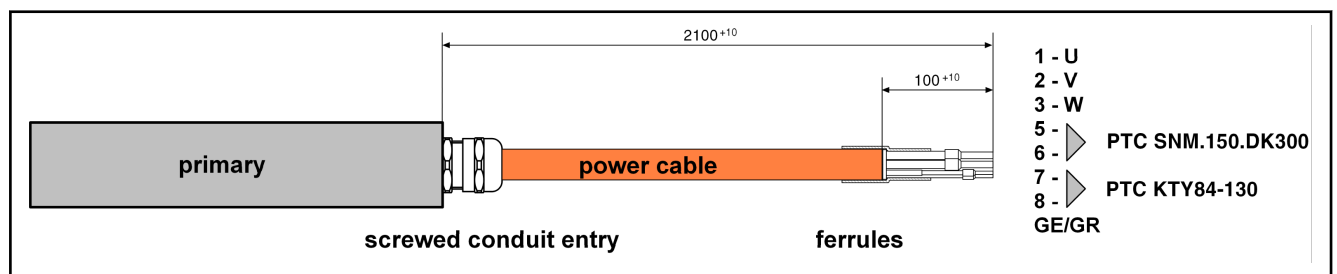 2100+10
100+10
primary
power cable
screwed conduit entry
ferrules
1 - U
2 - V
3 - W
5 -
6 -
PTC SNM.150.DK300
7 -
8 -
PTC KTY84-130
GE/GR